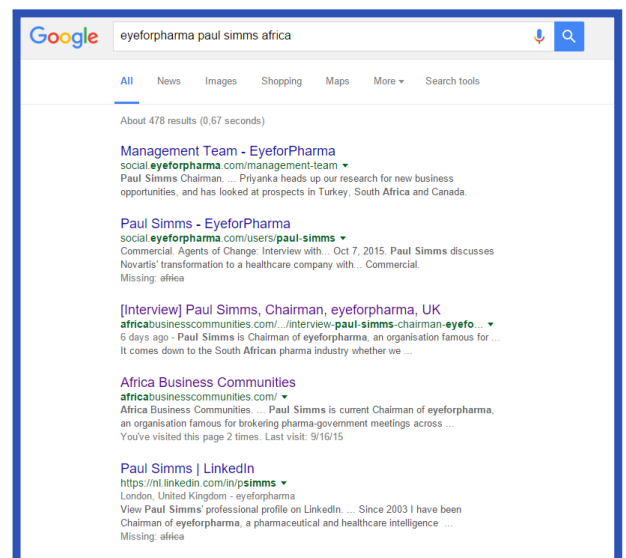 Google eyeforpharma paul simms africa
All News Images Shopping Maps More Search tools
About 478 results (0,67 seconds)
Management Team - EyeforPharma
social.eyeforpharma.com/management-team
Paul Simms Chairman. ... Priyanka heads up our research for new business
opportunities, and has looked at prospects in Turkey, South Africa and Canada.
Paul Simms - EyeforPharma
social.eyeforpharma.com/users/paul-simms
Commercial. Agents of Change: Interview with... Oct 7, 2015. Paul Simms discusses
Novartis' transformation to a healthcare company with... Commercial.
Missing: africa
[Interview] Paul Simms, Chairman, eyeforpharma, UK
africabusinesscommunities.com/.../interview-paul-simms-chairman-eyefo...
6 days ago - Paul Simms is Chairman of eyeforpharma, an organisation famous for ...
It comes down to the South African pharma industry whether we ...
Africa Business Communities
africabusinesscommunities.com/
Africa Business Communities. ... Paul Simms is current Chairman of eyeforpharma,
an organisation famous for brokering pharma-government meetings across ...
You've visited this page 2 times. Last visit: 9/16/15
Paul Simms | LinkedIn
https://nl.linkedin.com/in/psimms
London, United Kingdom - eyeforpharma
View Paul Simms' professional profile on LinkedIn. ... Since 2003 I have been
Chairman of eyeforpharma, a pharmaceutical and healthcare intelligence ...
Missing: africa